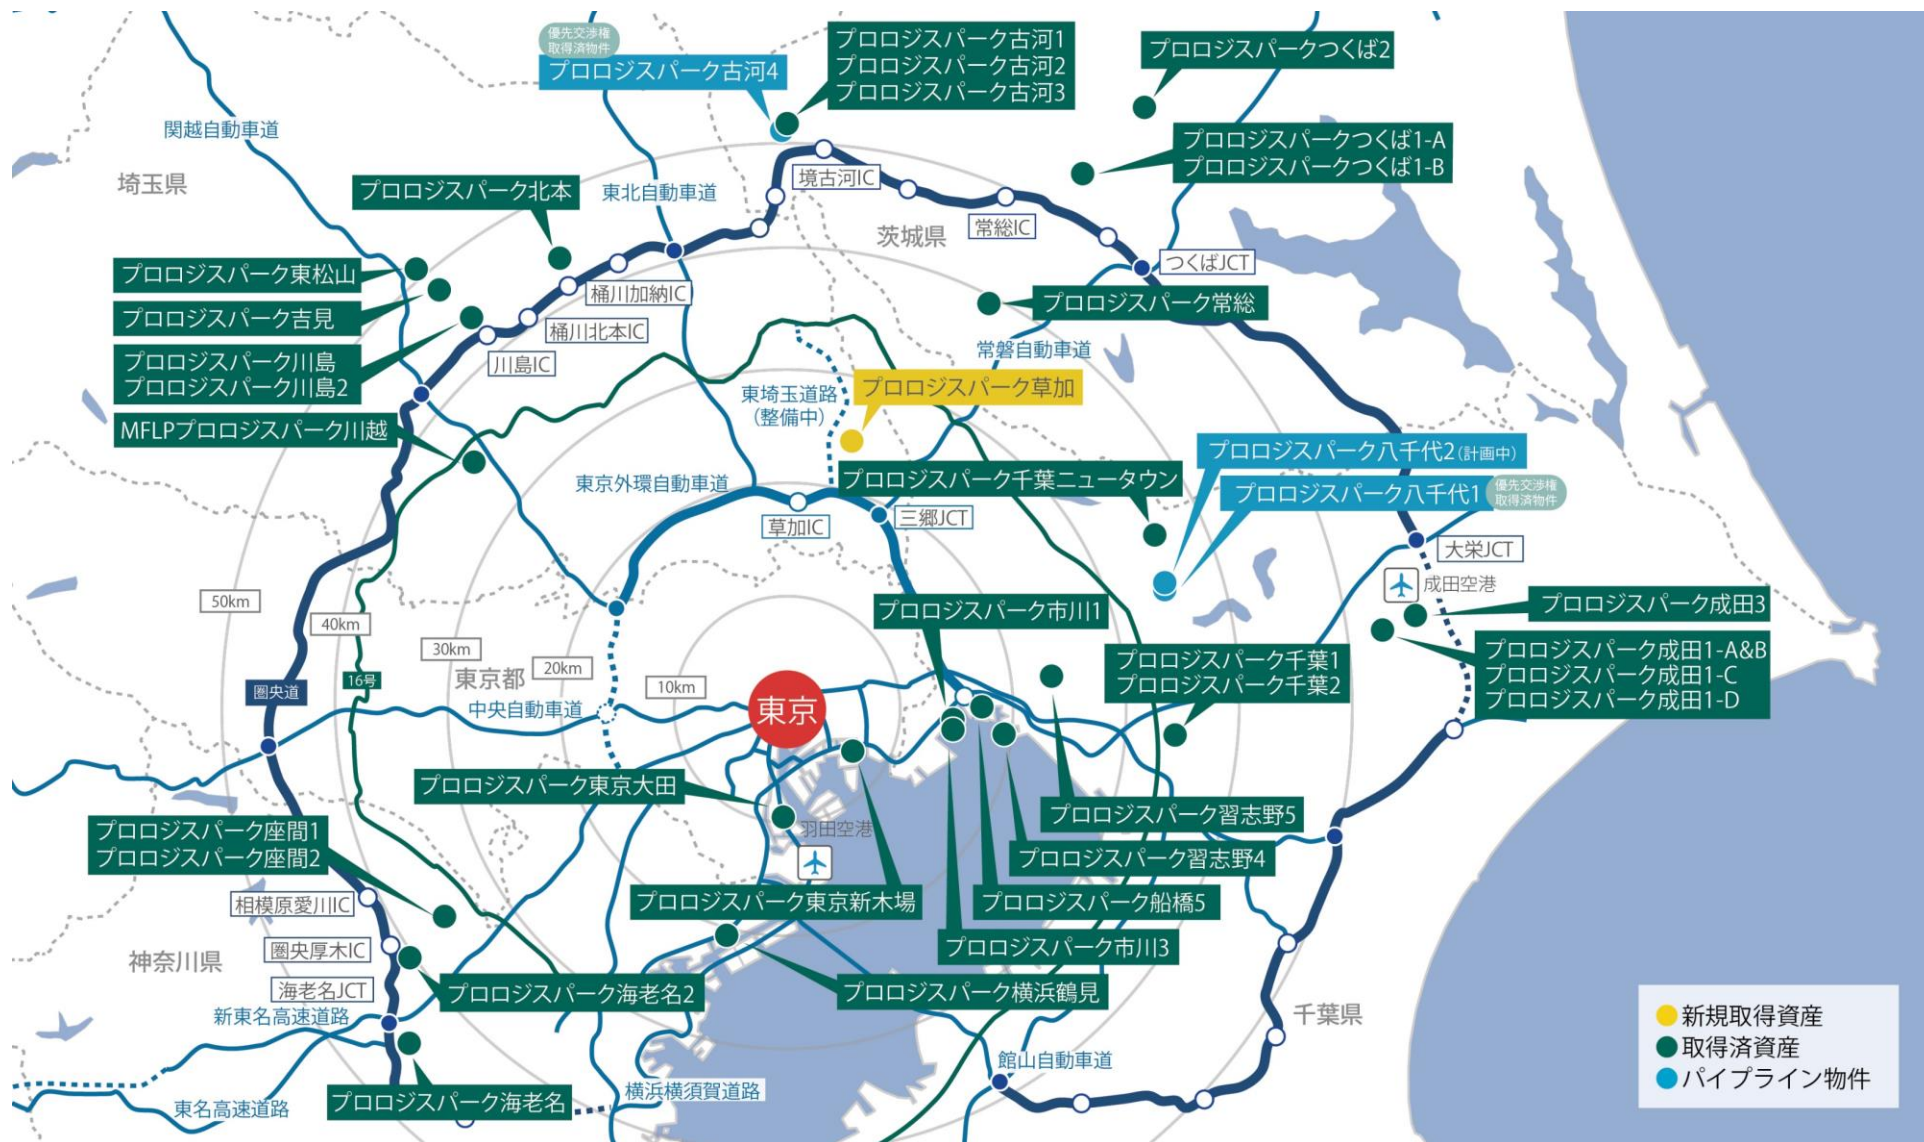 優先交渉権
取得済物件
プロロジスパーク古河4
プロロジスパーク古河1
プロロジスパーク古河2
プロロジスパーク古河3
プロロジスパークつくば2
関越自動車道
プロロジスパークつくば1-A
プロロジスパークつくば1-B
埼玉県
プロロジスパーク北本
東北自動車道
境古河IC
茨城県
常総IC
つくばJCT
プロロジスパーク東松山
桶川加納IC
プロロジスパーク常総
プロロジスパーク吉見
桶川北本IC
川島IC
常磐自動車道
プロロジスパーク川島
プロロジスパーク川島2
東埼玉道路
(整備中)
プロロジスパーク草加
MFLPプロロジスパーク川越
プロロジスパーク八千代2(計画中)
東京外環自動車道
プロロジスパーク千葉ニュータウン
プロロジスパーク八千代1
優先交渉権
取得済物件
草加IC
三郷JCT
大栄JCT
成田空港
50km
40km
30km
20km
10km
プロロジスパーク市川1
プロロジスパーク成田3
プロロジスパーク千葉1
プロロジスパーク千葉2
プロロジスパーク成田1-A&B
プロロジスパーク成田1-C
プロロジスパーク成田1-D
16号
圏央道
東京都
中央自動車道
東京
プロロジスパーク東京大田
羽田空港
プロロジスパーク習志野5
プロロジスパーク座間1
プロロジスパーク座間2
プロロジスパーク習志野4
相模原愛川IC
プロロジスパーク東京新木場
プロロジスパーク船橋5
圏央厚木IC
プロロジスパーク市川3
神奈川県
海老名JCT
プロロジスパーク海老名2
プロロジスパーク横浜鶴見
新東名高速道路
千葉県
新規取得資産
取得済資産
パイプライン物件
館山自動車道
横浜横須賀道路
東名高速道路
プロロジスパーク海老名